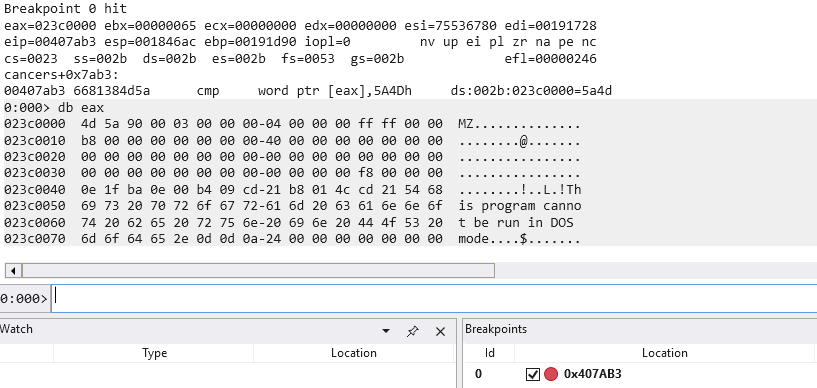 Breakpoint 0 hit
eax=023c0000 ebx=00000065 ecx=00000000 edx=00000000 esi=75536780 edi=00191728
eip=00407ab3 esp=001846ac ebp=00191d90 iopl=0         nv up ei pl zr na pe nc
cs=0023  ss=002b  ds=002b  es=002b  fs=0053  gs=002b             efl=00000246
cancers+0x7ab3:
00407ab3 6681384d5a      cmp     word ptr [eax],5A4Dh     ds:002b:023c0000=5a4d
0:000> db eax
023c0000  4d 5a 90 00 03 00 00 00-04 00 00 00 ff ff 00 00  MZ..............
023c0010  b8 00 00 00 00 00 00 00-40 00 00 00 00 00 00 00  ........@.......
023c0020  00 00 00 00 00 00 00 00-00 00 00 00 00 00 00 00  ................
023c0030  00 00 00 00 00 00 00 00-00 00 00 00 f8 00 00 00  ................
023c0040  0e 1f ba 0e 00 b4 09 cd-21 b8 01 4c cd 21 54 68  ........!..L.!Th
023c0050  69 73 20 70 72 6f 67 72-61 6d 20 63 61 6e 6e 6f  is program canno
023c0060  74 20 62 65 20 72 75 6e-20 69 6e 20 44 4f 53 20  t be run in DOS
023c0070  6d 6f 64 65 2e 0d 0d 0a-24 00 00 00 00 00 00 00  mode....$.......
0:000>
Watch
Type Location
Breakpoints
Id Location
0 0x407AB3